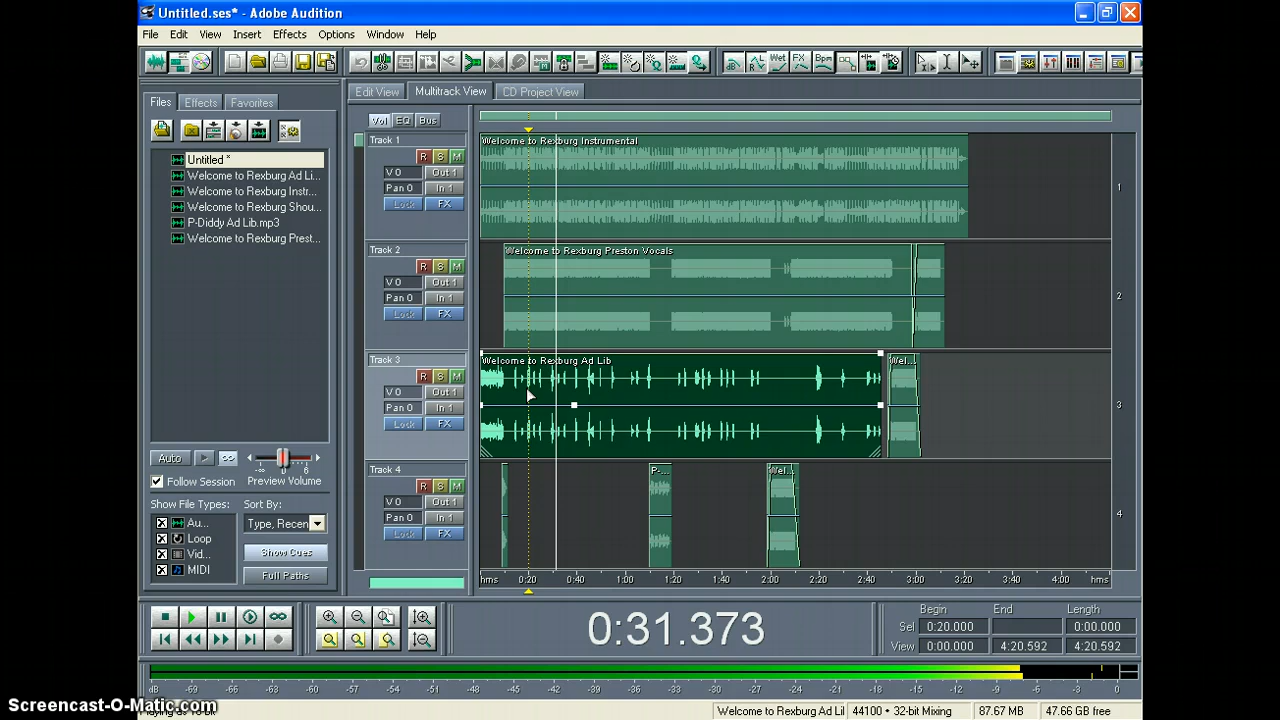 Untitled.ses* - Adobe Audition
File Edit View Insert Effects Options Window Help
Wet FX Bpm
Files Effects Favorites
Edit View Multitrack View CD Project View
Vol EQ Bus
Untitled *
Welcome to Rexburg Ad Li...
Welcome to Rexburg Instr...
Welcome to Rexburg Shou...
P-Diddy Ad Lib.mp3
Welcome to Rexburg Prest...
Auto
-∞ 0 6
Follow Session Preview Volume
Show File Types: Sort By:
Au... Type, Recen
Loop
Vid... Show Cues
MIDI Full Paths
Track 1 Welcome to Rexburg Instrumental
R S M
V 0 Out 1
Pan 0 In 1
Lock FX
1
Track 2 Welcome to Rexburg Preston Vocals
R S M
V 0 Out 1
Pan 0 In 1
Lock FX
2
Track 3 Welcome to Rexburg Ad Lib Wel...
R S M
V 0 Out 1
Pan 0 In 1
Lock FX
3
Track 4 P-... Wel...
R S M
V 0 Out 1
Pan 0 In 1
Lock FX
4
hms 0:20 0:40 1:00 1:20 1:40 2:00 2:20 2:40 3:00 3:20 3:40 4:00 hms
0:31.373
Begin End Length
Sel 0:20.000 0:00.000
View 0:00.000 4:20.592 4:20.592
dB -69 -66 -63 -60 -57 -54 -51 -48 -45 -42 -39 -36 -33 -30 -27 -24 -21 -18 -15 -12 -9 -6 -3 0
Screencast-O-Matic.com
Welcome to Rexburg Ad Lil 44100 • 32-bit Mixing 87.67 MB 47.66 GB free